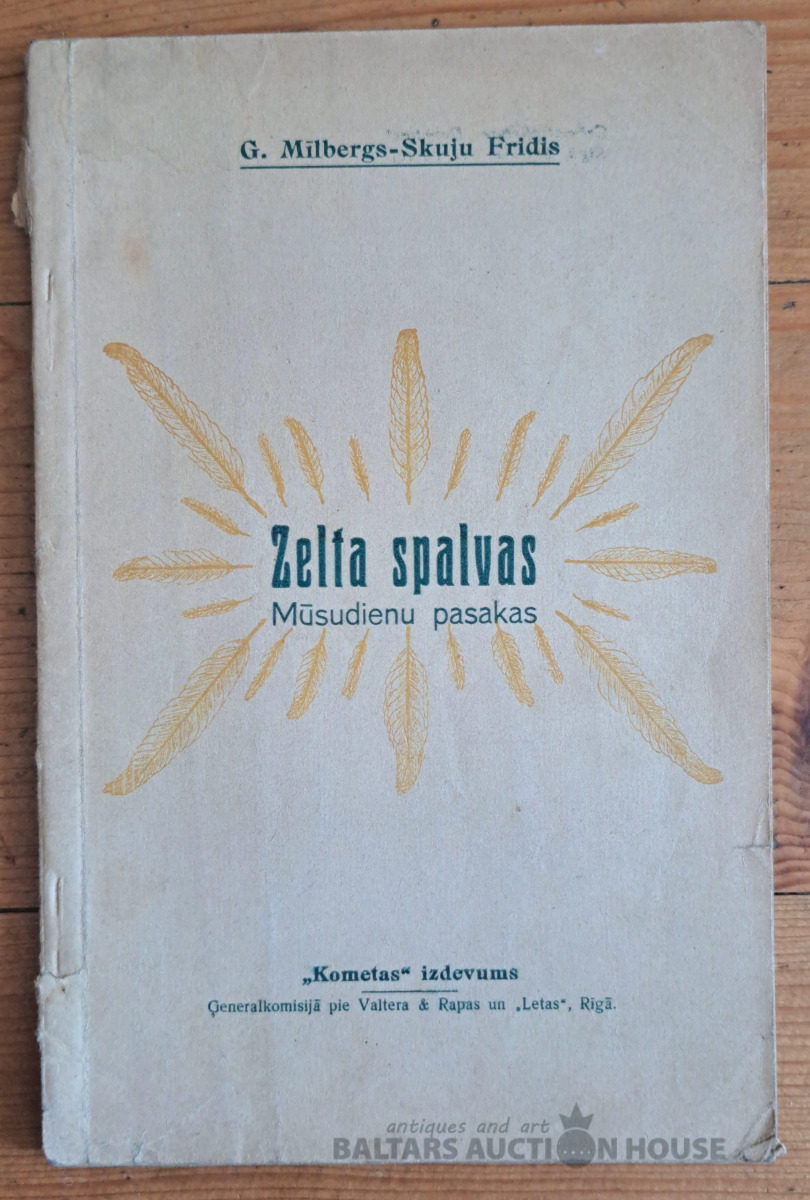 G. Mīlbergs-Skuju Fridis
Zelta spalvas
Mūsudienu pasakas
„Kometas“ izdevums
Ģeneralkomisijā pie Valtera & Rapas un „Letas“, Rīgā.
antiques and art
BALTARS AUCTION HOUSE